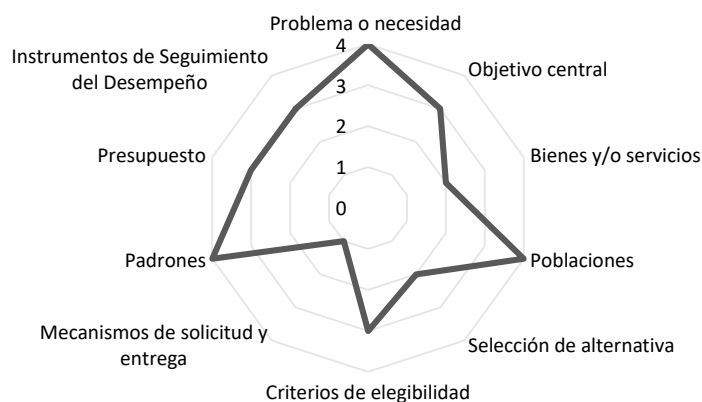 Problema o necesidad
4
Instrumentos de Seguimiento
del Desempeño
Objetivo central
3
2
Presupuesto
Bienes y/o servicios
1
0
Padrones
Poblaciones
Mecanismos de solicitud y
entrega
Selección de alternativa
Criterios de elegibilidad